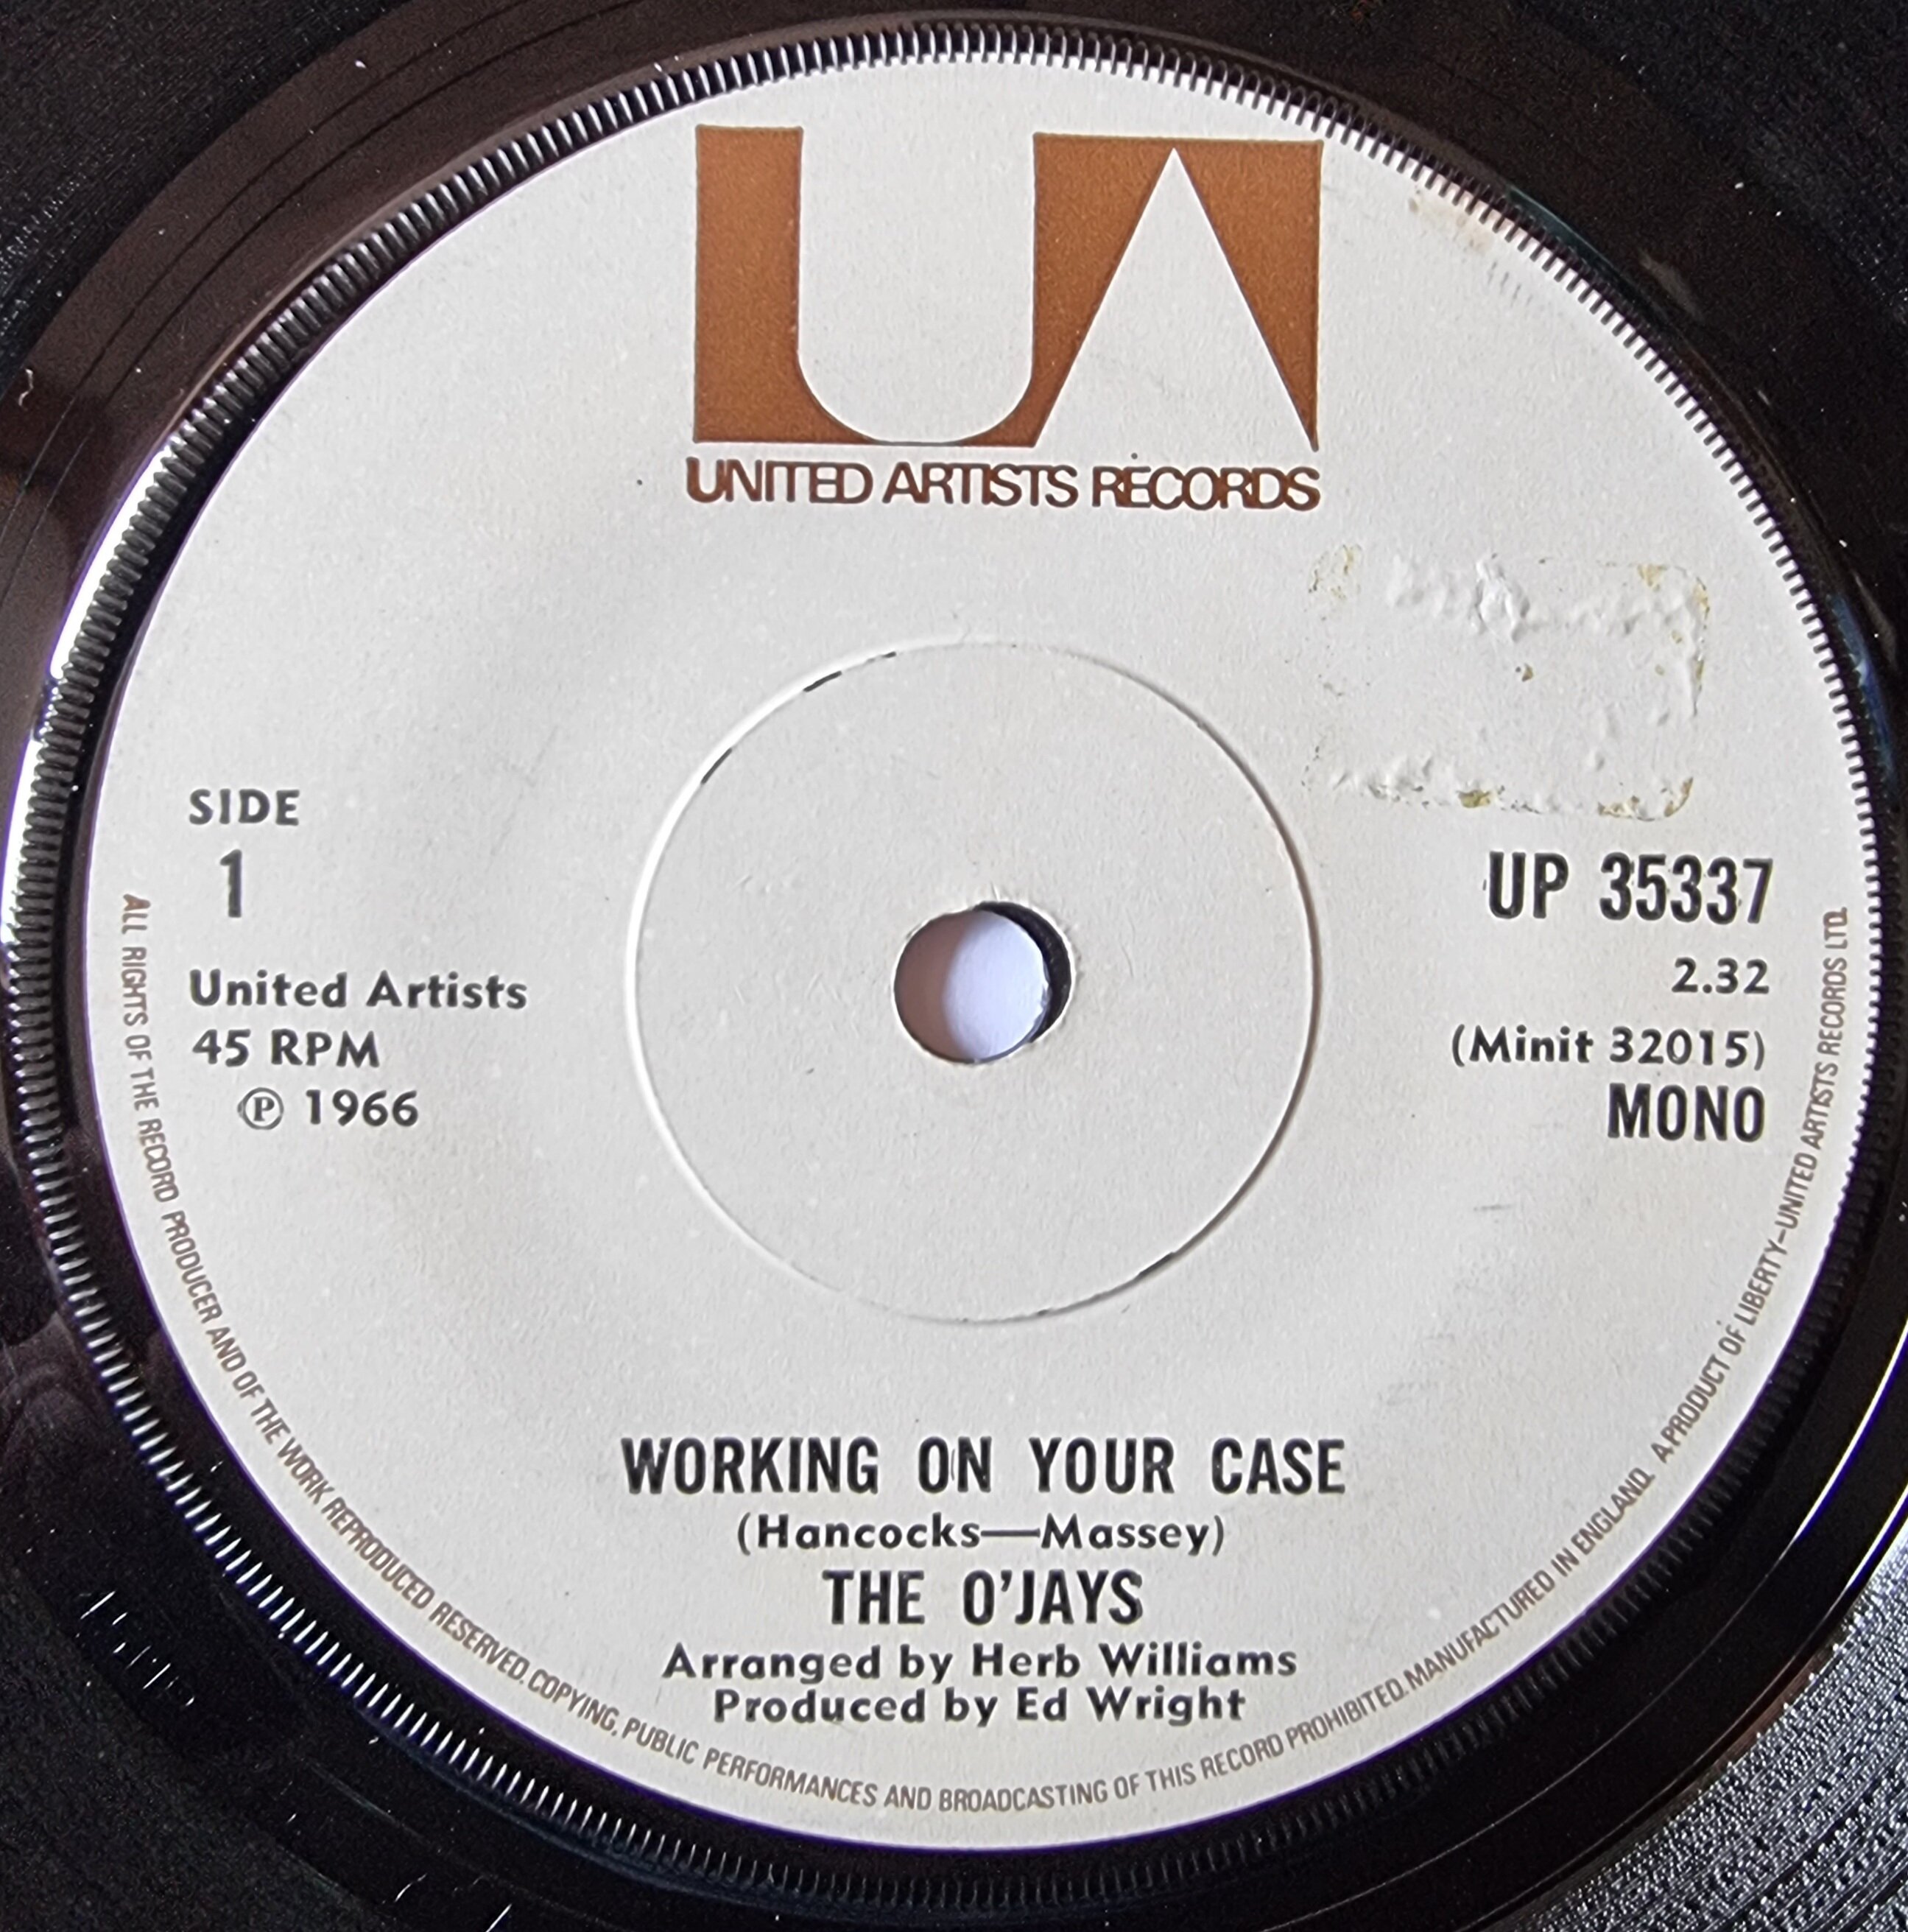 UA
UNITED ARTISTS RECORDS
SIDE
1
United Artists
45 RPM
℗ 1966
UP 35337
2.32
(Minit 32015)
MONO
WORKING ON YOUR CASE
(Hancocks—Massey)
THE O'JAYS
Arranged by Herb Williams
Produced by Ed Wright
ALL RIGHTS OF THE RECORD PRODUCER AND OF THE WORK REPRODUCED RESERVED. COPYING, PUBLIC PERFORMANCES AND BROADCASTING OF THIS RECORD PROHIBITED. MANUFACTURED IN ENGLAND. A PRODUCT OF LIBERTY–UNITED ARTISTS RECORDS LTD.